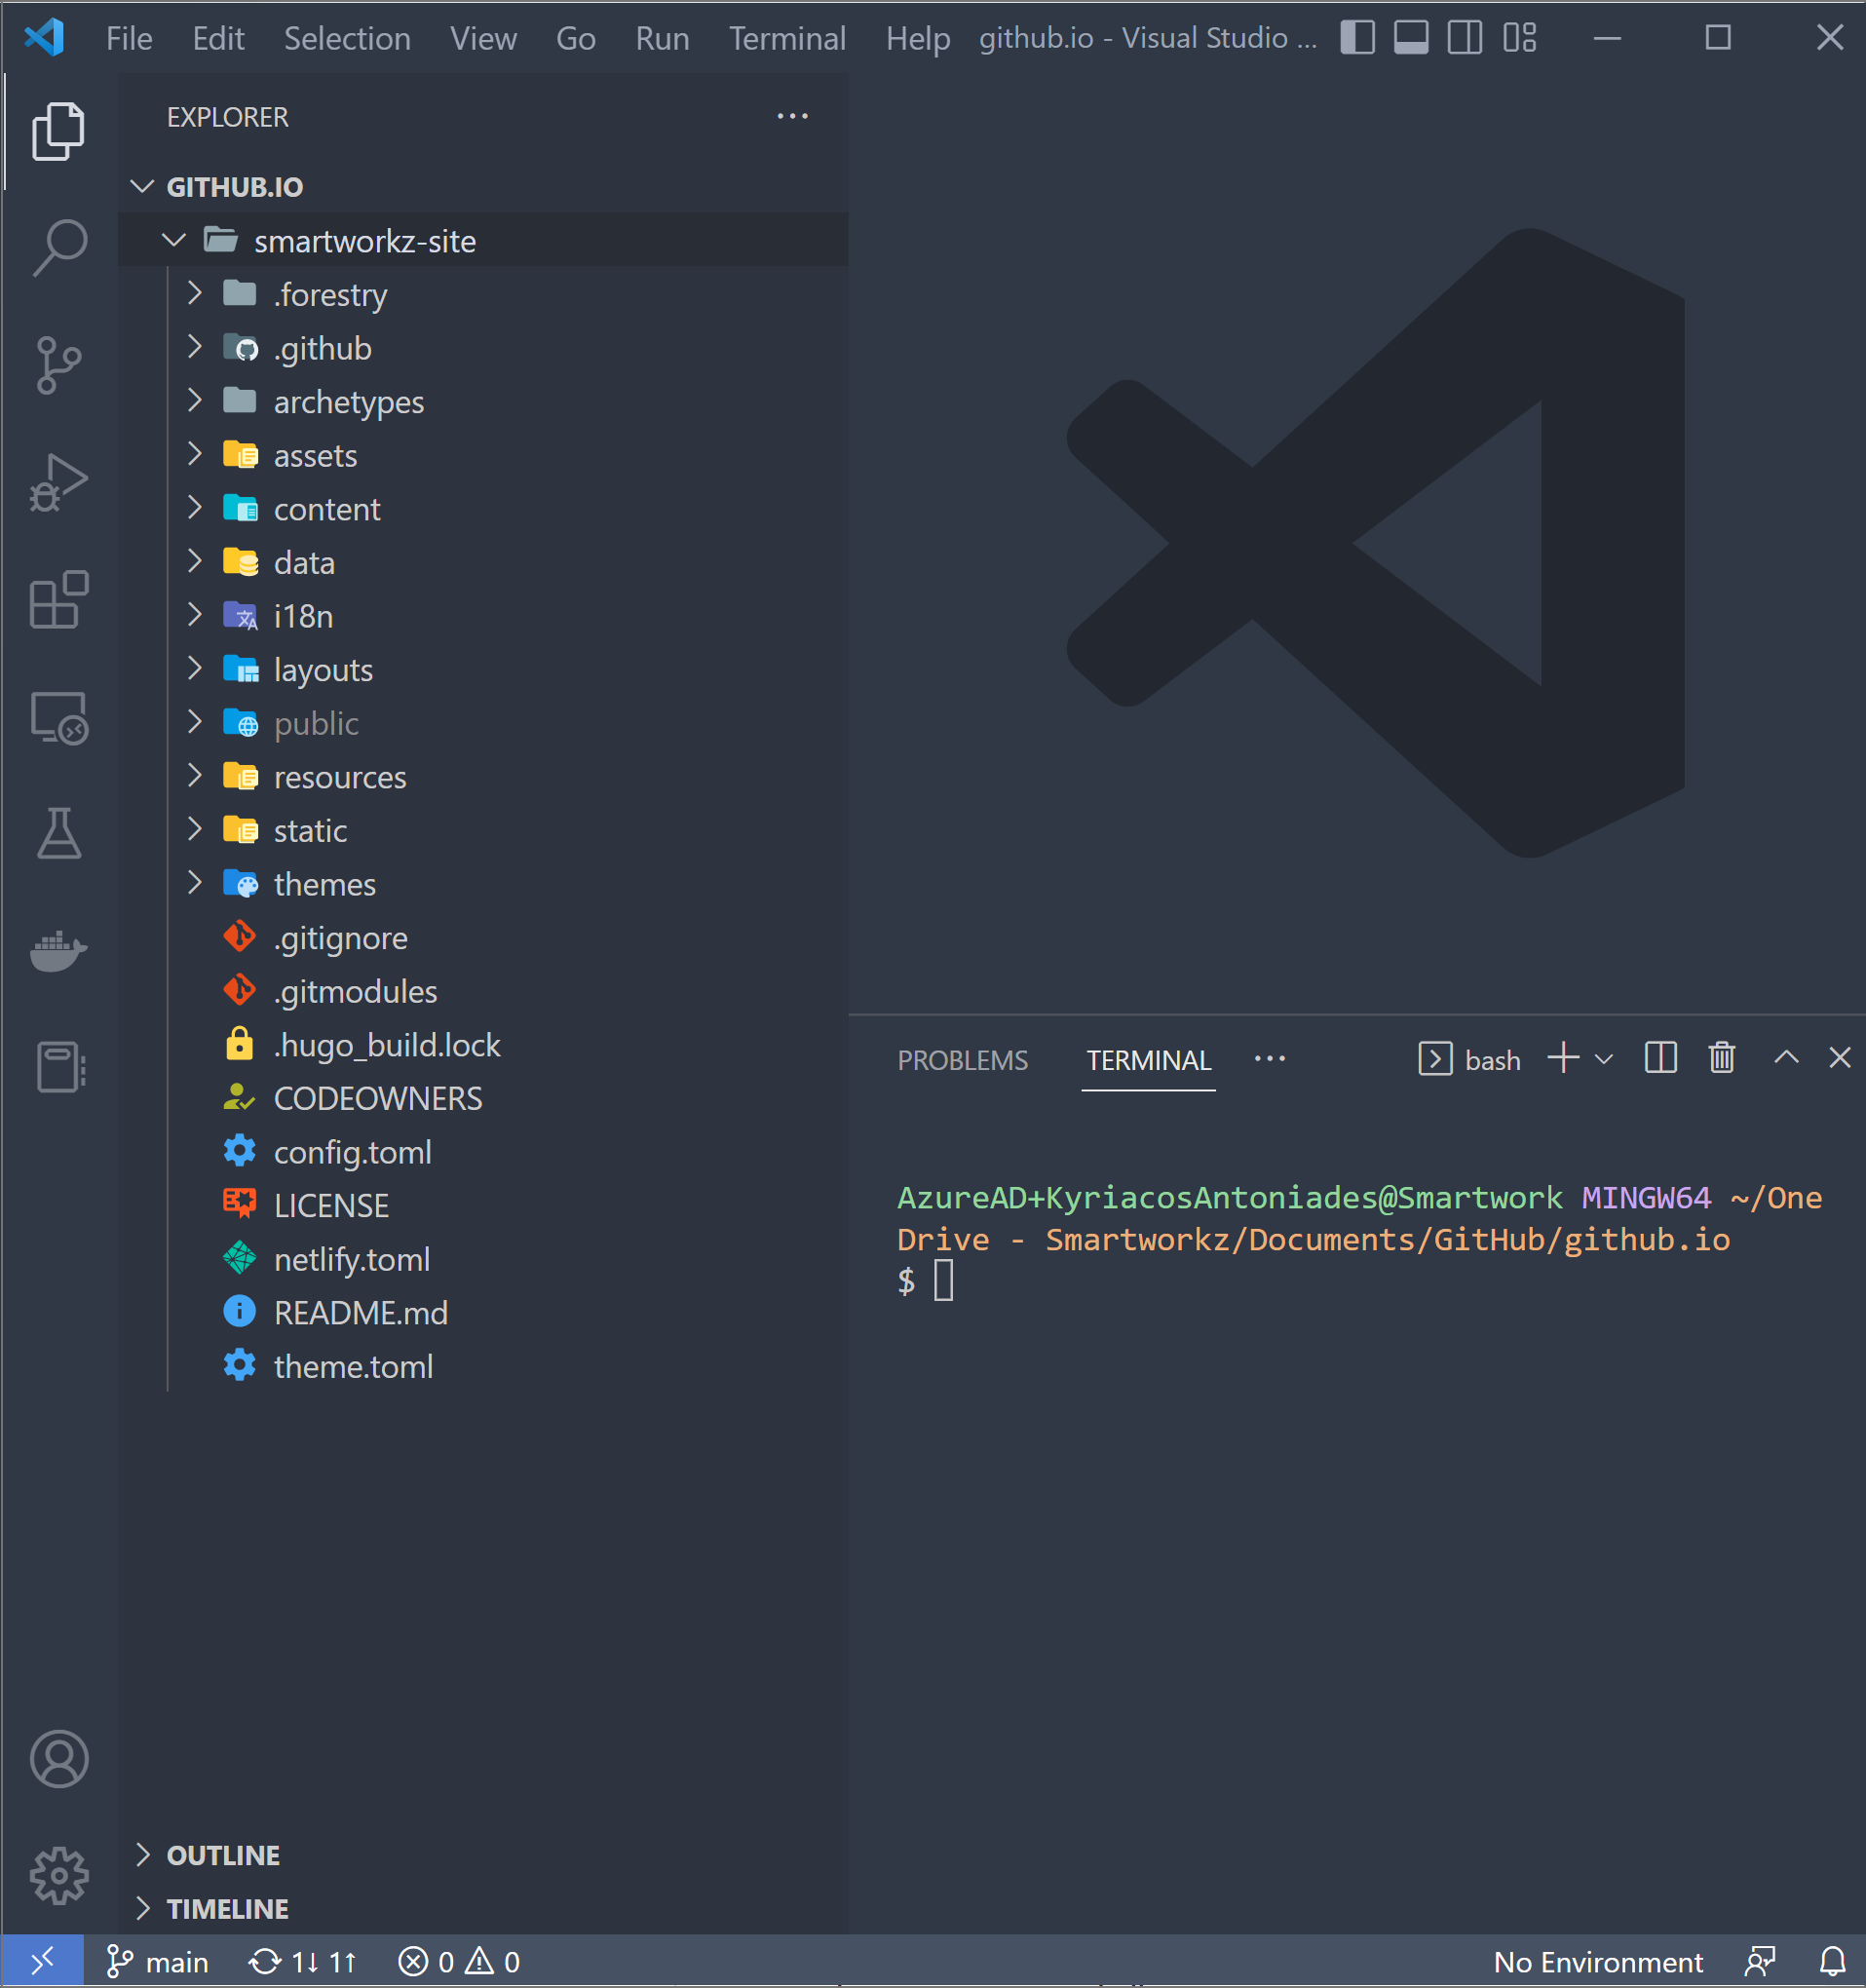 File Edit Selection View Go Run Terminal Help github.io - Visual Studio ...
EXPLORER
GITHUB.IO
smartworkz-site
.forestry
.github
archetypes
assets
content
data
i18n
layouts
public
resources
static
themes
.gitignore
.gitmodules
.hugo_build.lock
CODEOWNERS
config.toml
LICENSE
netlify.toml
README.md
theme.toml
OUTLINE
TIMELINE
PROBLEMS TERMINAL ... bash
AzureAD+KyriacosAntoniades@Smartwork MINGW64 ~/One
Drive - Smartworkz/Documents/GitHub/github.io
$
main 1↓ 1↑ 0 0 No Environment